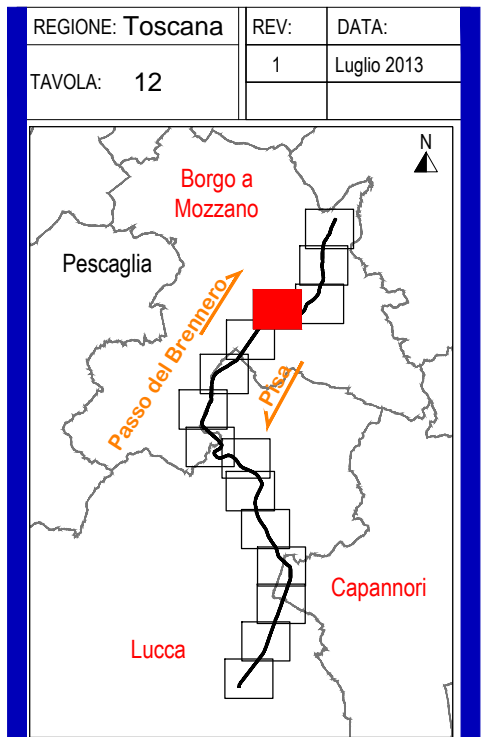 REGIONE: Toscana
REV:
DATA:
TAVOLA: 12
1
Luglio 2013
N
Borgo a
Mozzano
Pescaglia
Passo del Brennero
Pisa
Capannori
Lucca